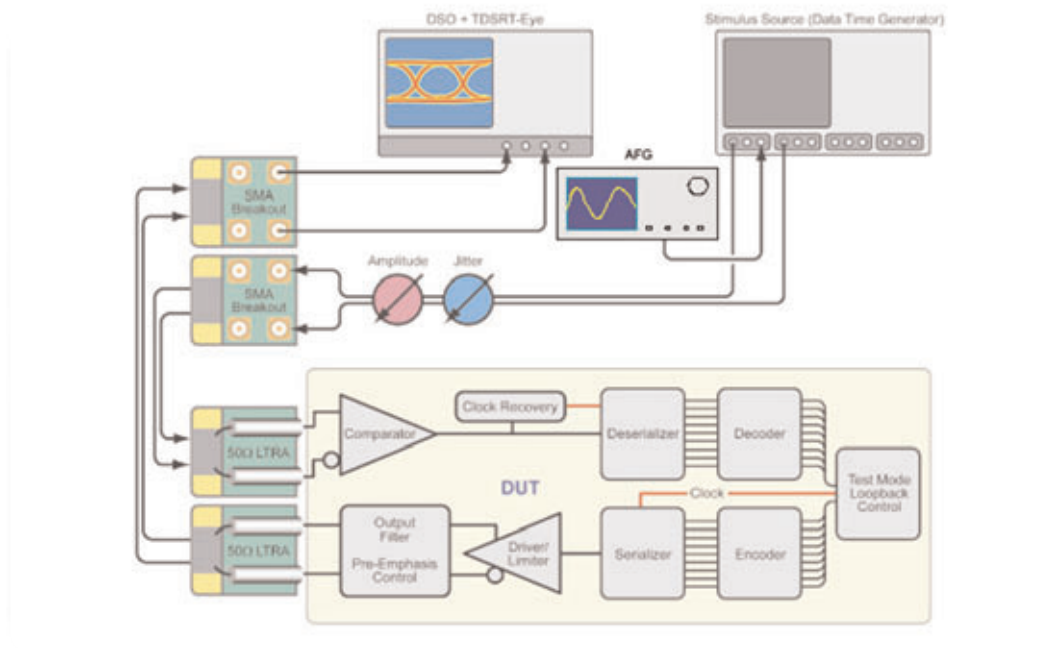 DSO + TDSRT-Eye
Stimulus Source (Data Time Generator)
AFG
SMA
Breakout
Amplitude
Jitter
SMA
Breakout
Clock Recovery
Comparator
Deserializer
Decoder
50Ω LTRA
Test Mode
Loopback
Control
DUT
Clock
Output
Filter
Pre-Emphasis
Control
Driver/
Limiter
Serializer
Encoder
50Ω LTRA